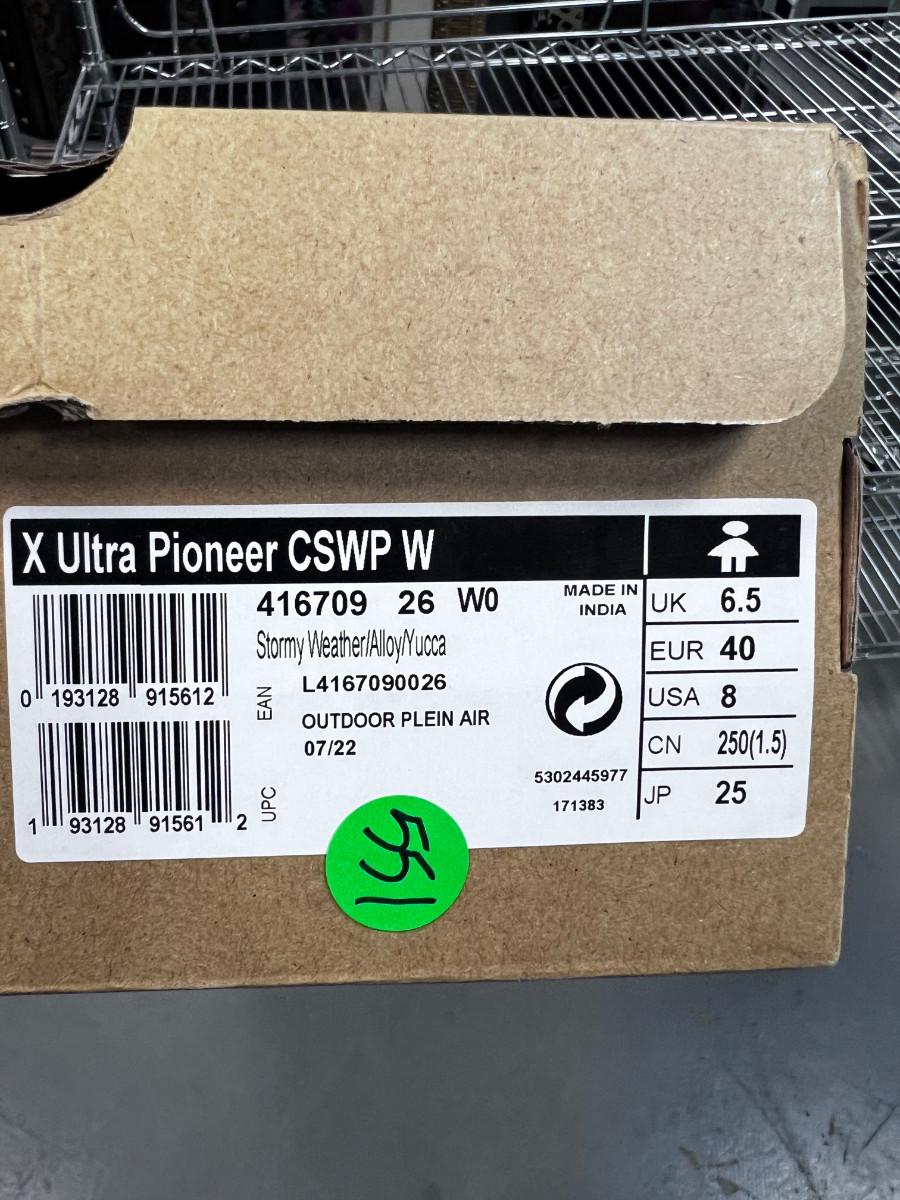 X Ultra Pioneer CSWP W
416709 26 W0
MADE IN
INDIA
Stormy Weather/Alloy/Yucca
0 193128 915612
EAN
L4167090026
OUTDOOR PLEIN AIR
07/22
5302445977
171383
1 93128 91561 2
UPC
UK 6.5
EUR 40
USA 8
CN 250(1.5)
JP 25
551